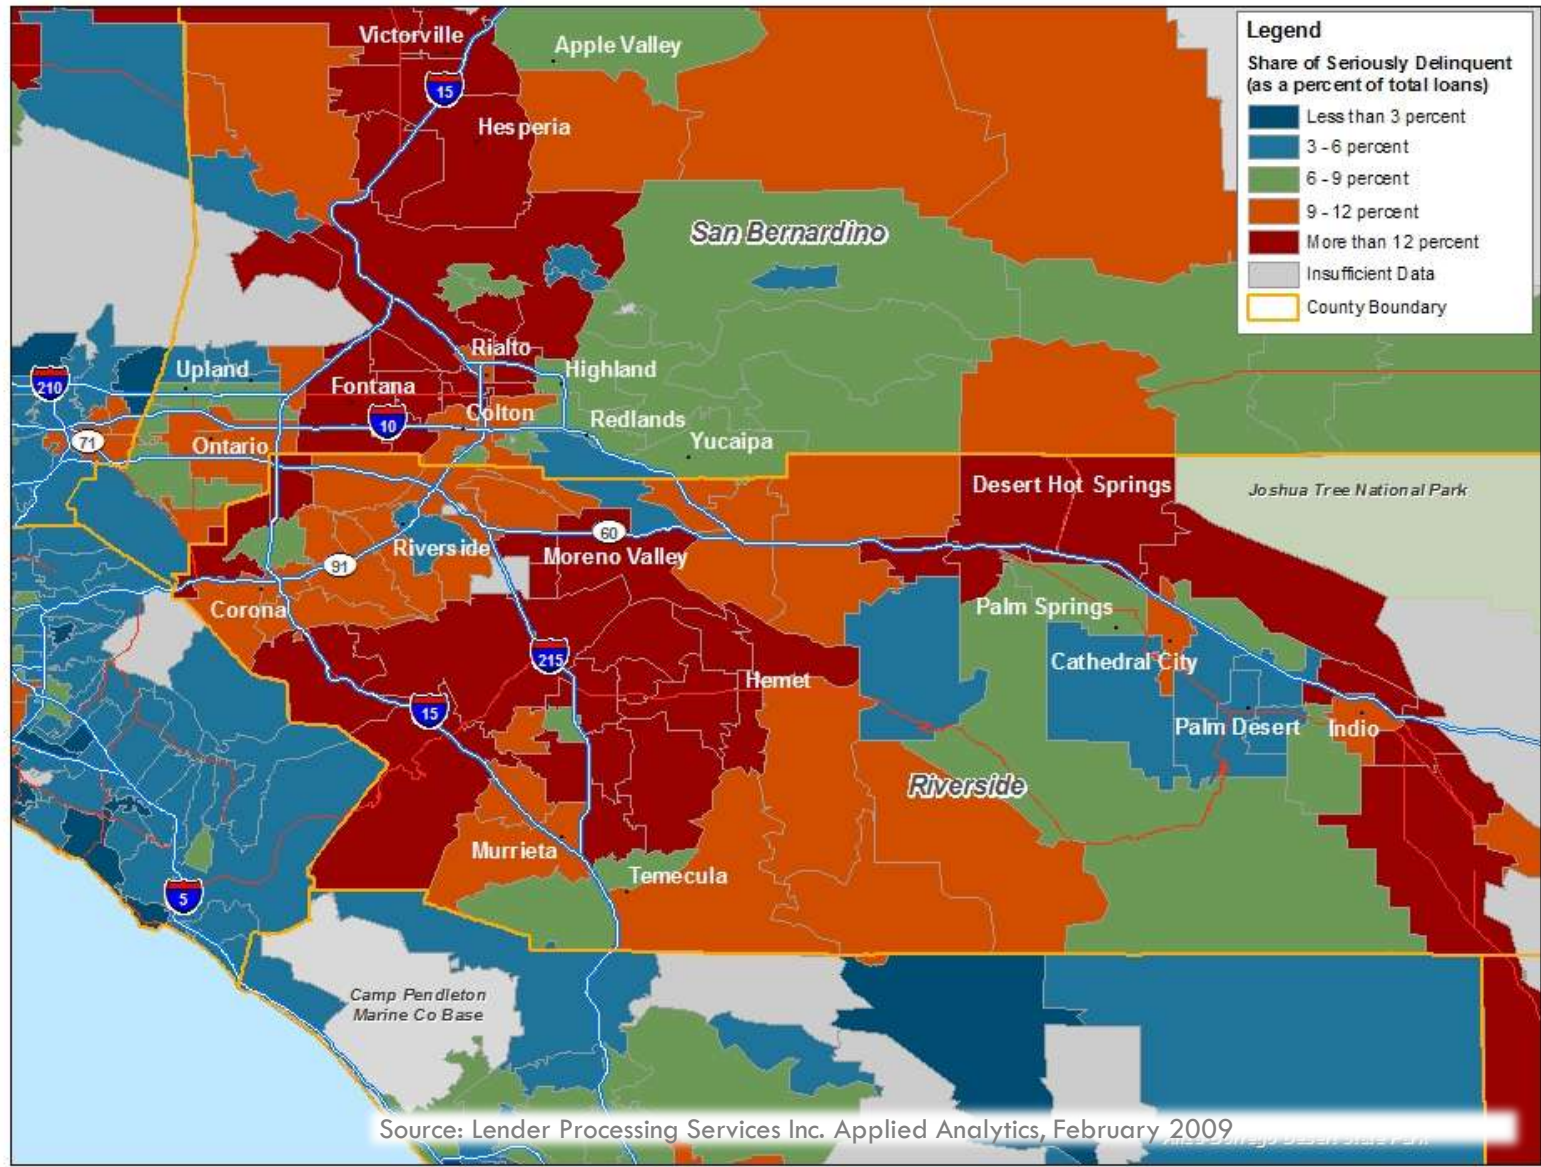 Legend
Share of Seriously Delinquent
(as a percent of total loans)
Less than 3 percent
3 - 6 percent
6 - 9 percent
9 - 12 percent
More than 12 percent
Insufficient Data
County Boundary
Victorville
Apple Valley
15
Hesperia
San Bernardino
Rialto
Upland
Highland
210
Fontana
Colton
10
Redlands
71
Ontario
Yucaipa
Desert Hot Springs
Joshua Tree National Park
60
Riverside
Moreno Valley
91
Corona
Palm Springs
215
Cathedral City
Hemet
15
Palm Desert
Indio
Riverside
Murrieta
Temecula
5
Camp Pendleton
Marine Co Base
Source: Lender Processing Services Inc. Applied Analytics, February 2009